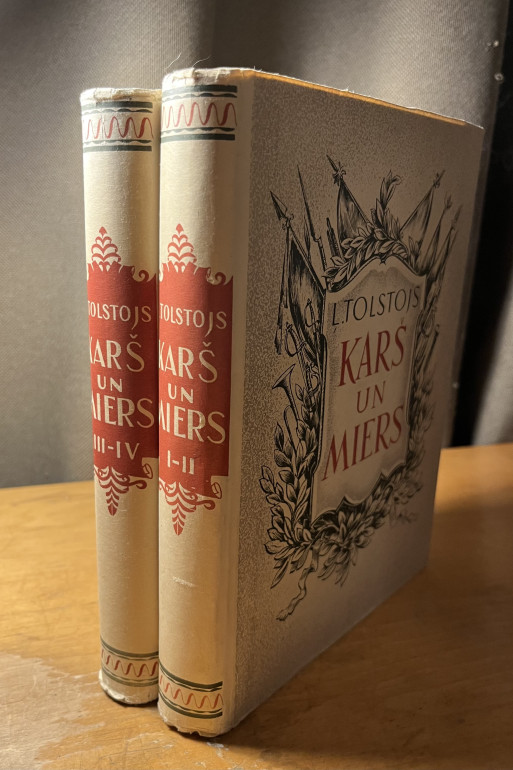 L.TOLSTOJS
KARŠ
UN
MIERS
III-IV
L.TOLSTOJS
KARŠ
UN
MIERS
I-II
L.TOLSTOJS
KARŠ
UN
MIERS